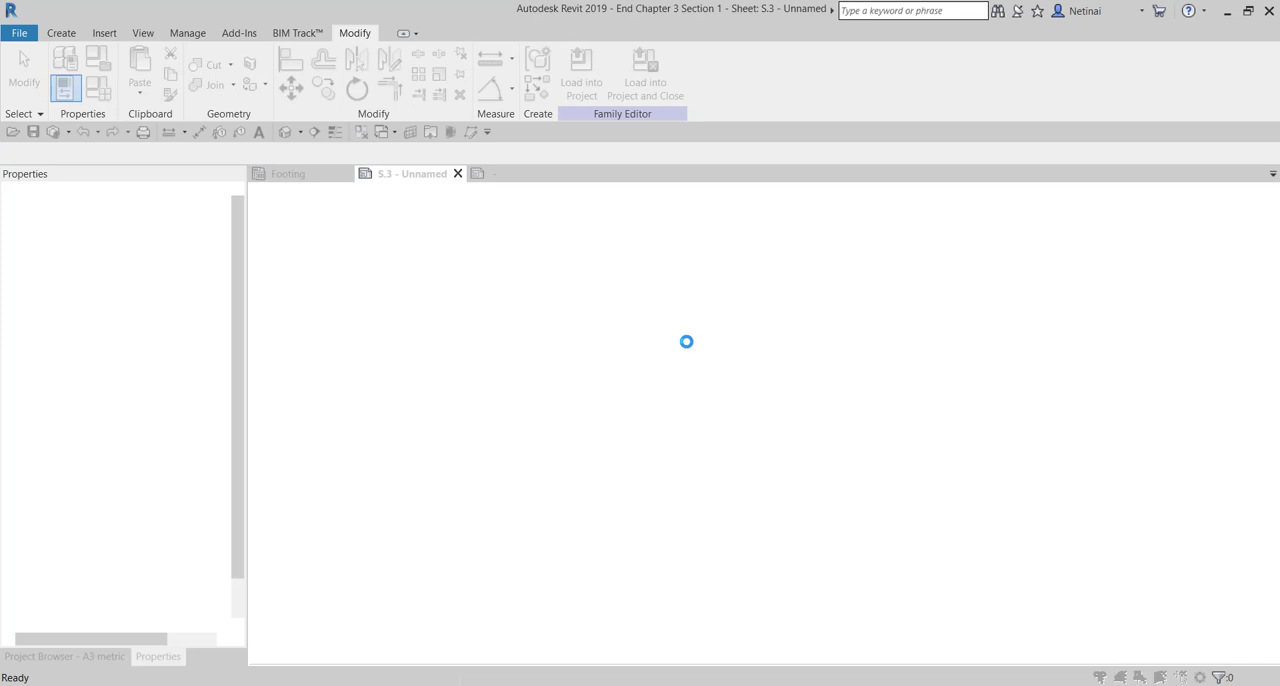 Autodesk Revit 2019 - End Chapter 3 Section 1 - Sheet: S.3 - Unnamed
Type a keyword or phrase
Netinai
File Create Insert View Manage Add-Ins BIM Track™ Modify
Modify
Paste
Cut
Join
Load into Project
Load into Project and Close
Select Properties Clipboard Geometry Modify Measure Create Family Editor
Properties
Footing
S.3 - Unnamed
-
Project Browser - A3 metric
Properties
Ready
:0